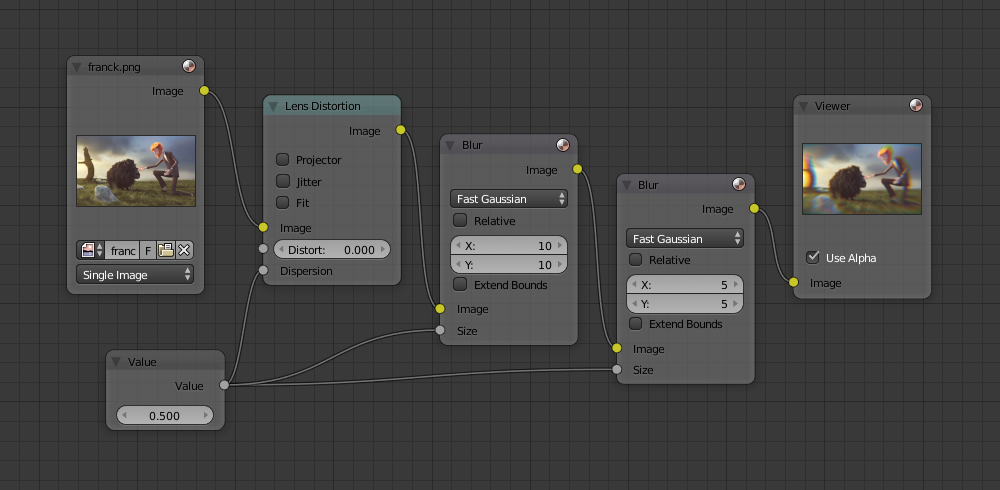 franck.png
Image
franc
F
Single Image
Value
Value
0.500
Lens Distortion
Image
Projector
Jitter
Fit
Image
Distort: 0.000
Dispersion
Blur
Image
Fast Gaussian
Relative
X: 10
Y: 10
Extend Bounds
Image
Size
Blur
Image
Fast Gaussian
Relative
X: 5
Y: 5
Extend Bounds
Image
Size
Viewer
Use Alpha
Image